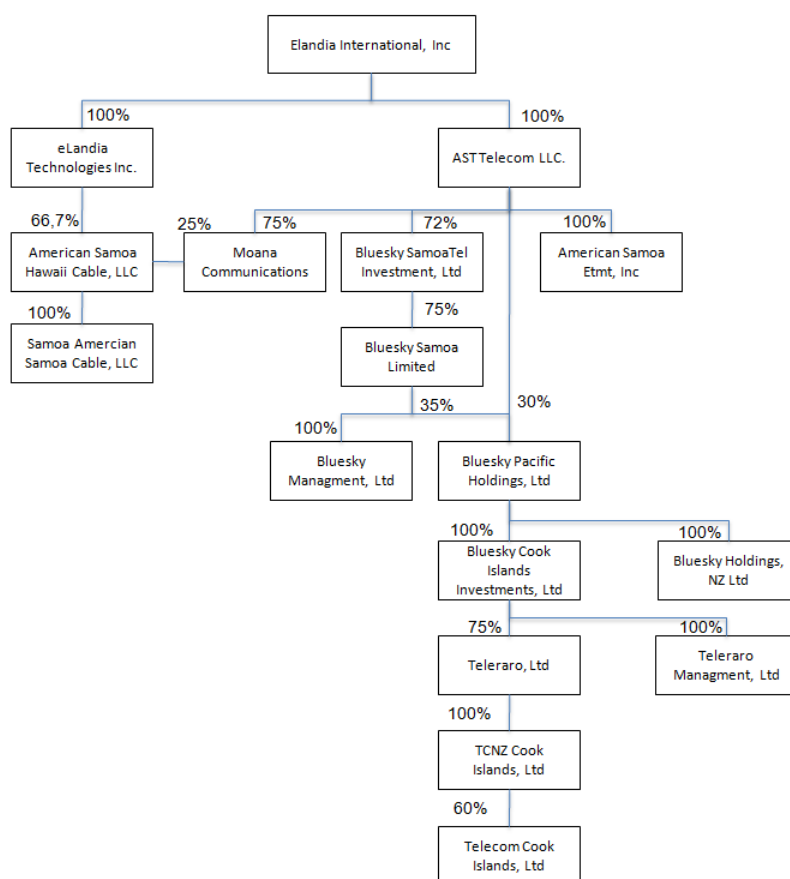 Elandia International, Inc
100%
100%
eLandia
Technologies Inc.
AST Telecom LLC.
66,7%
25%
75%
72%
100%
American Samoa
Hawaii Cable, LLC
Moana
Communications
Bluesky SamoaTel
Investment, Ltd
American Samoa
Etmt, Inc
100%
75%
Samoa Amercian
Samoa Cable, LLC
Bluesky Samoa
Limited
35%
30%
100%
Bluesky
Managment, Ltd
Bluesky Pacific
Holdings, Ltd
100%
100%
Bluesky Cook
Islands
Investments, Ltd
Bluesky Holdings,
NZ Ltd
75%
100%
Teleraro, Ltd
Teleraro
Managment, Ltd
100%
TCNZ Cook
Islands, Ltd
60%
Telecom Cook
Islands, Ltd